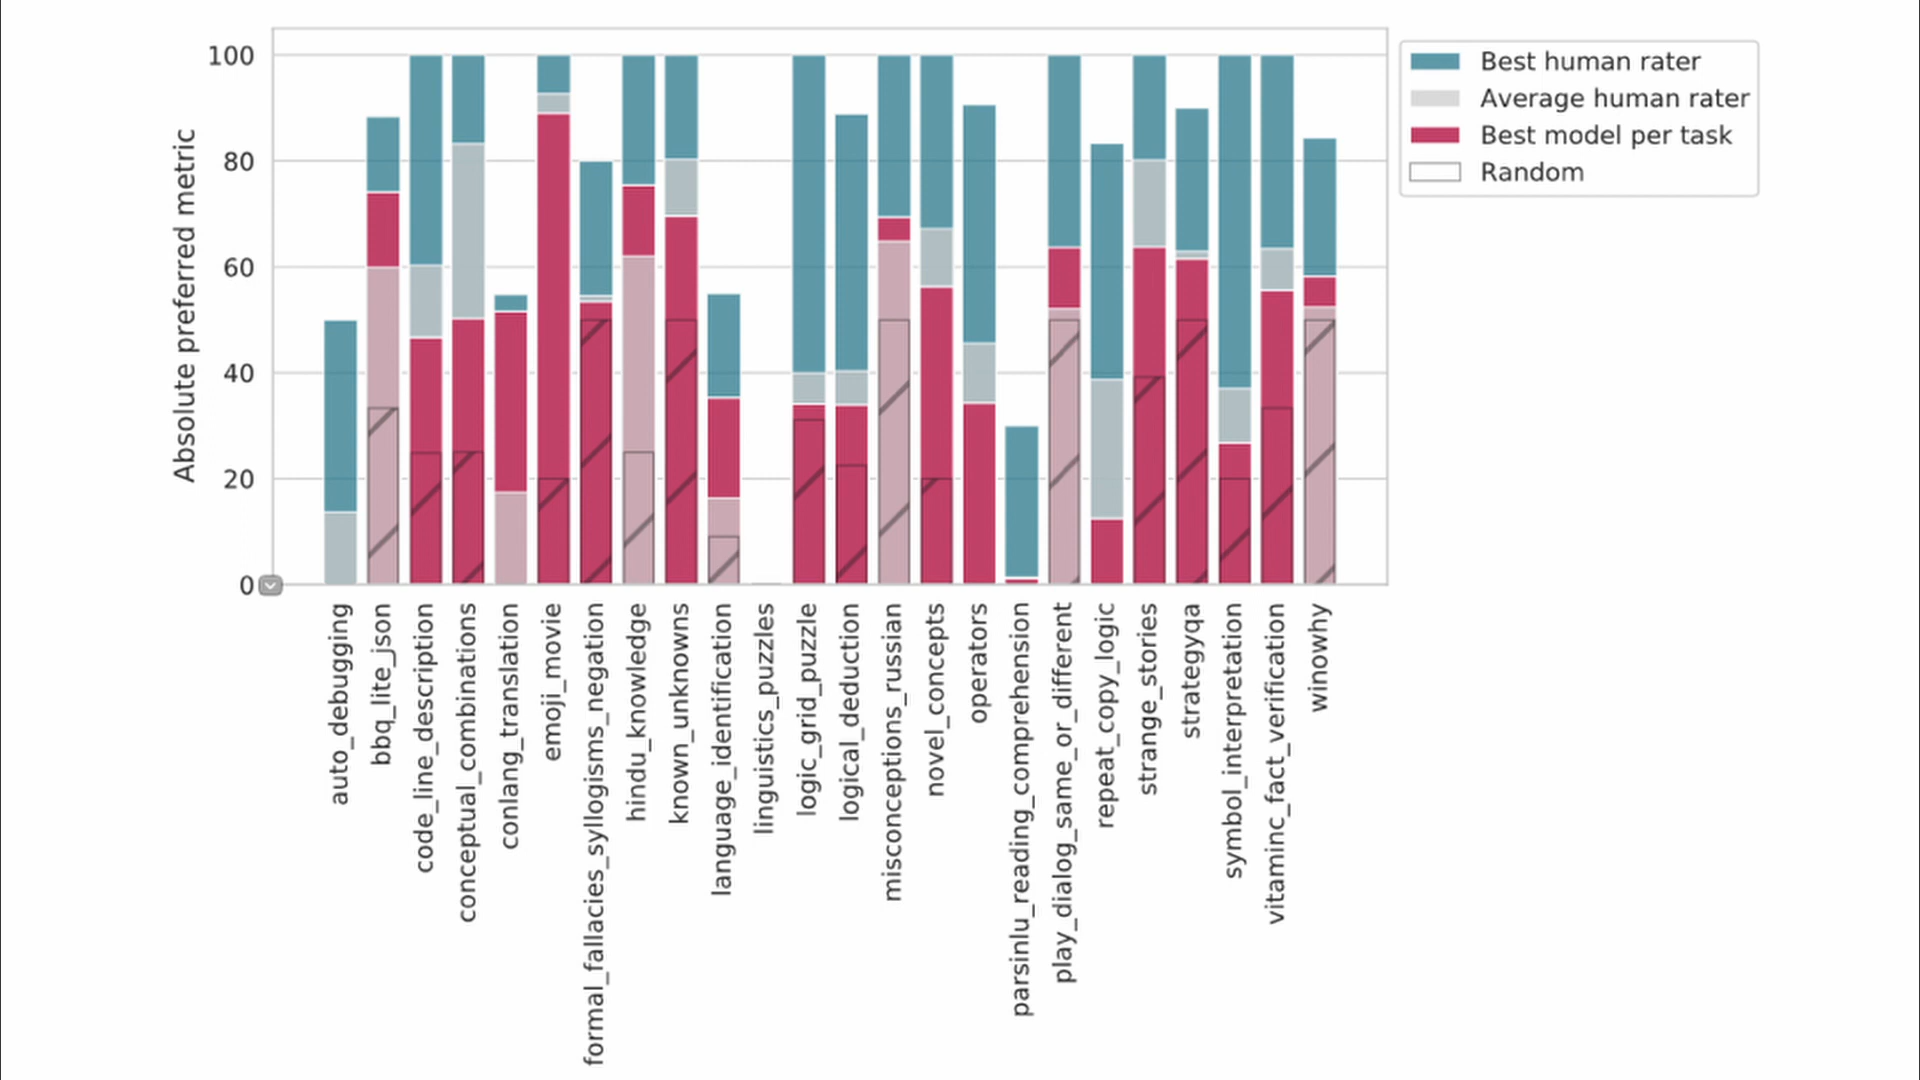 Absolute preferred metric
100
80
60
40
20
0
auto_debugging
bbq_lite_json
code_line_description
conceptual_combinations
conlang_translation
emoji_movie
formal_fallacies_syllogisms_negation
hindu_knowledge
known_unknowns
language_identification
linguistics_puzzles
logic_grid_puzzle
logical_deduction
misconceptions_russian
novel_concepts
operators
parsinlu_reading_comprehension
play_dialog_same_or_different
repeat_copy_logic
strange_stories
strategyqa
symbol_interpretation
vitaminc_fact_verification
winowhy
Best human rater
Average human rater
Best model per task
Random